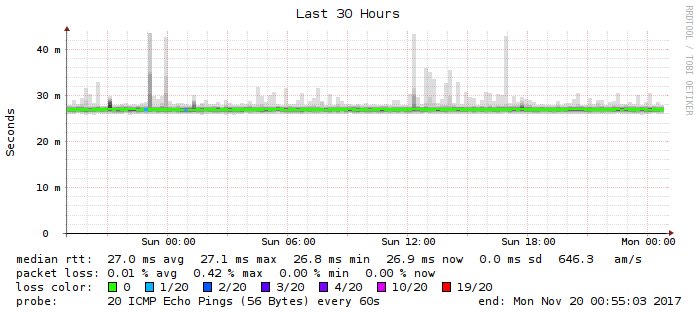 Last 30 Hours
RRDTOOL / TOBI OETIKER
Seconds
40 m
30 m
20 m
10 m
0
Sun 00:00 Sun 06:00 Sun 12:00 Sun 18:00 Mon 00:00
median rtt: 27.0 ms avg 27.1 ms max 26.8 ms min 26.9 ms now 0.0 ms sd 646.3 am/s
packet loss: 0.01 % avg 0.42 % max 0.00 % min 0.00 % now
loss color: 0 1/20 2/20 3/20 4/20 10/20 19/20
probe: 20 ICMP Echo Pings (56 Bytes) every 60s end: Mon Nov 20 00:55:03 2017